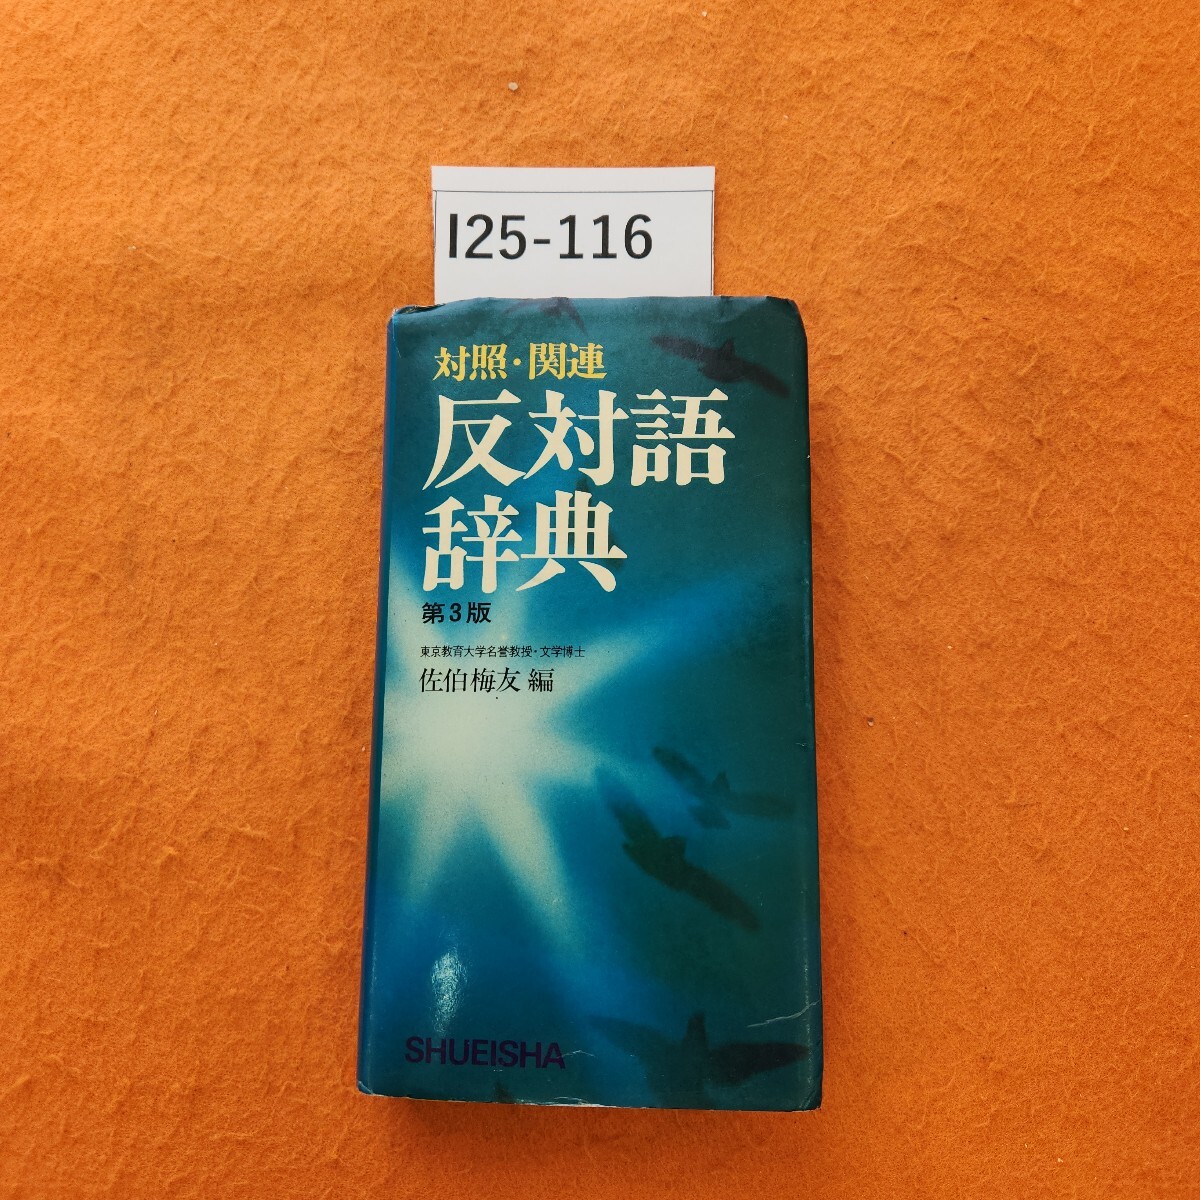 I25-116
対照・関連
反対語
辞典
第3版
東京教育大学名誉教授・文学博士
佐伯梅友 編
SHUEISHA